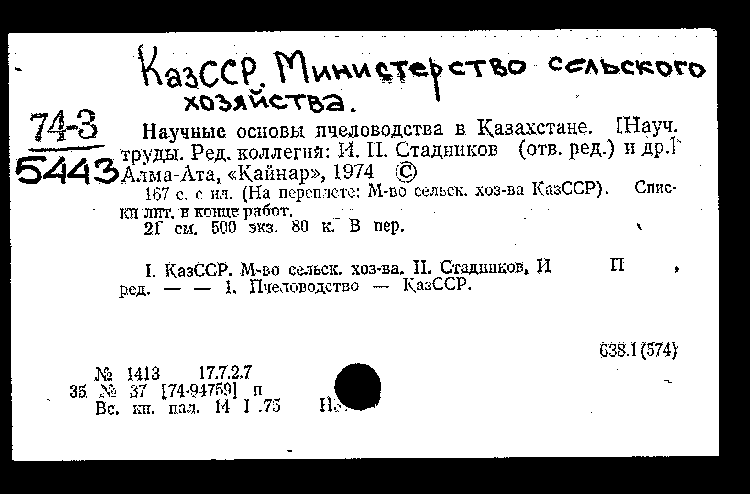 КазССР. Министерство сельского
хозяйства.
74-3
5443
Научные основы пчеловодства в Казахстане. [Науч.
труды. Ред. коллегия: И. П. Стадников (отв. ред.) и др.]
Алма-Ата, «Кайнар», 1974 ©
167 с. с ил. (На переплете: М-во сельск. хоз-ва КазССР). Спис-
ки лит. в конце работ.
21 см. 500 экз. 80 к. В пер.
I. КазССР. М-во сельск. хоз-ва. II. Стадников, И П ,
ред. — — 1. Пчеловодство — КазССР.
638.1(574)
№ 1413 17.7.2.7
35 № 37 [74-94759] п
Вс. кн. пал. 14 I .75